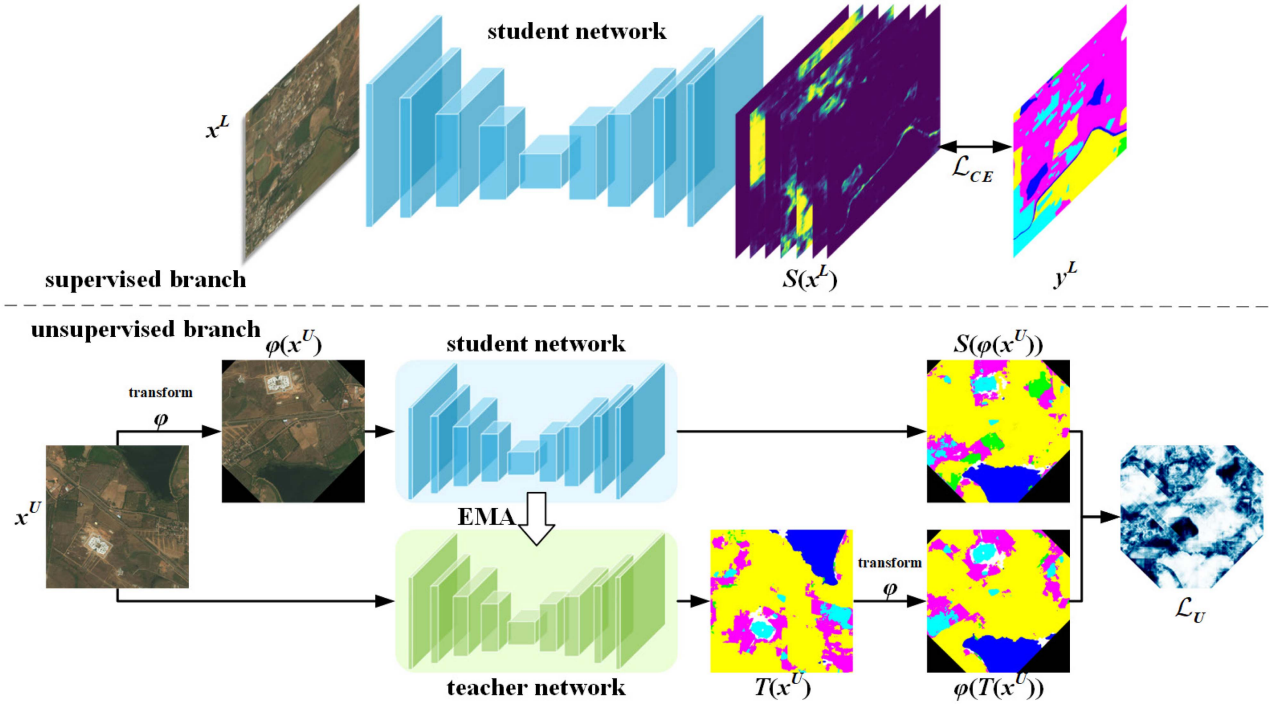 student network
x^L
ℒ_CE
supervised branch
S(x^L)
y^L
unsupervised branch
φ(x^U)
student network
S(φ(x^U))
transform
φ
x^U
EMA
transform
φ
ℒ_U
teacher network
T(x^U)
φ(T(x^U))